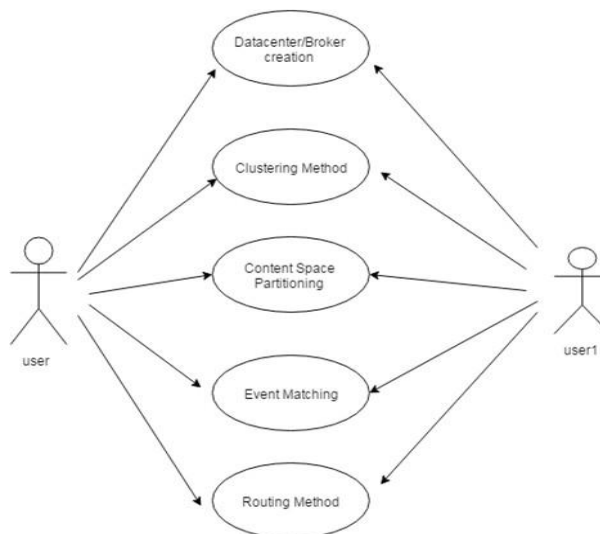 Datacenter/Broker
creation
Clustering Method
Content Space
Partitioning
user
user1
Event Matching
Routing Method